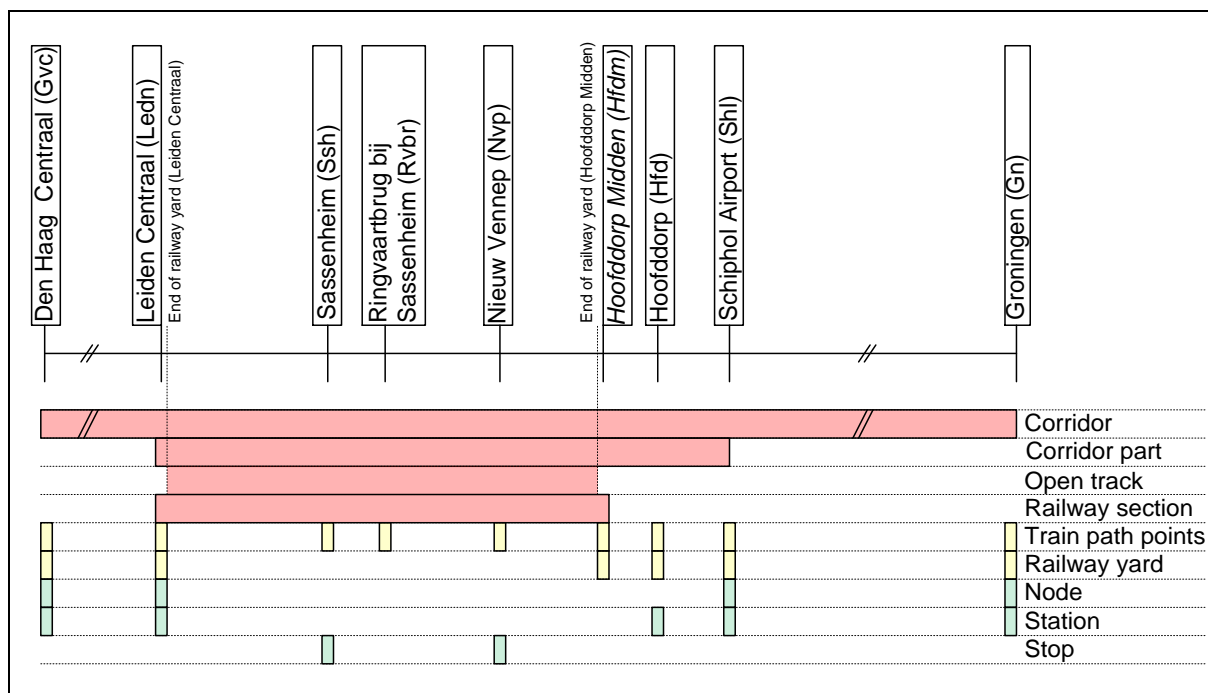 Den Haag  Centraal (Gvc)
Leiden Centraal (Ledn)
End of railway yard (Leiden Centraal)
Sassenheim (Ssh)
Ringvaartbrug bij
Sassenheim (Rvbr)
Nieuw Vennep (Nvp)
End of railway yard (Hoofddorp Midden)
Hoofddorp Midden (Hfdm)
Hoofddorp (Hfd)
Schiphol Airport (Shl)
Groningen (Gn)
Corridor
Corridor part
Open track
Railway section
Train path points
Railway yard
Node
Station
Stop